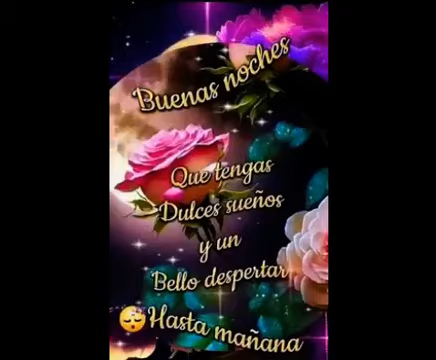 Buenas noches
Que tengas
Dulces sueños
y un
Bello despertar
😴Hasta mañana